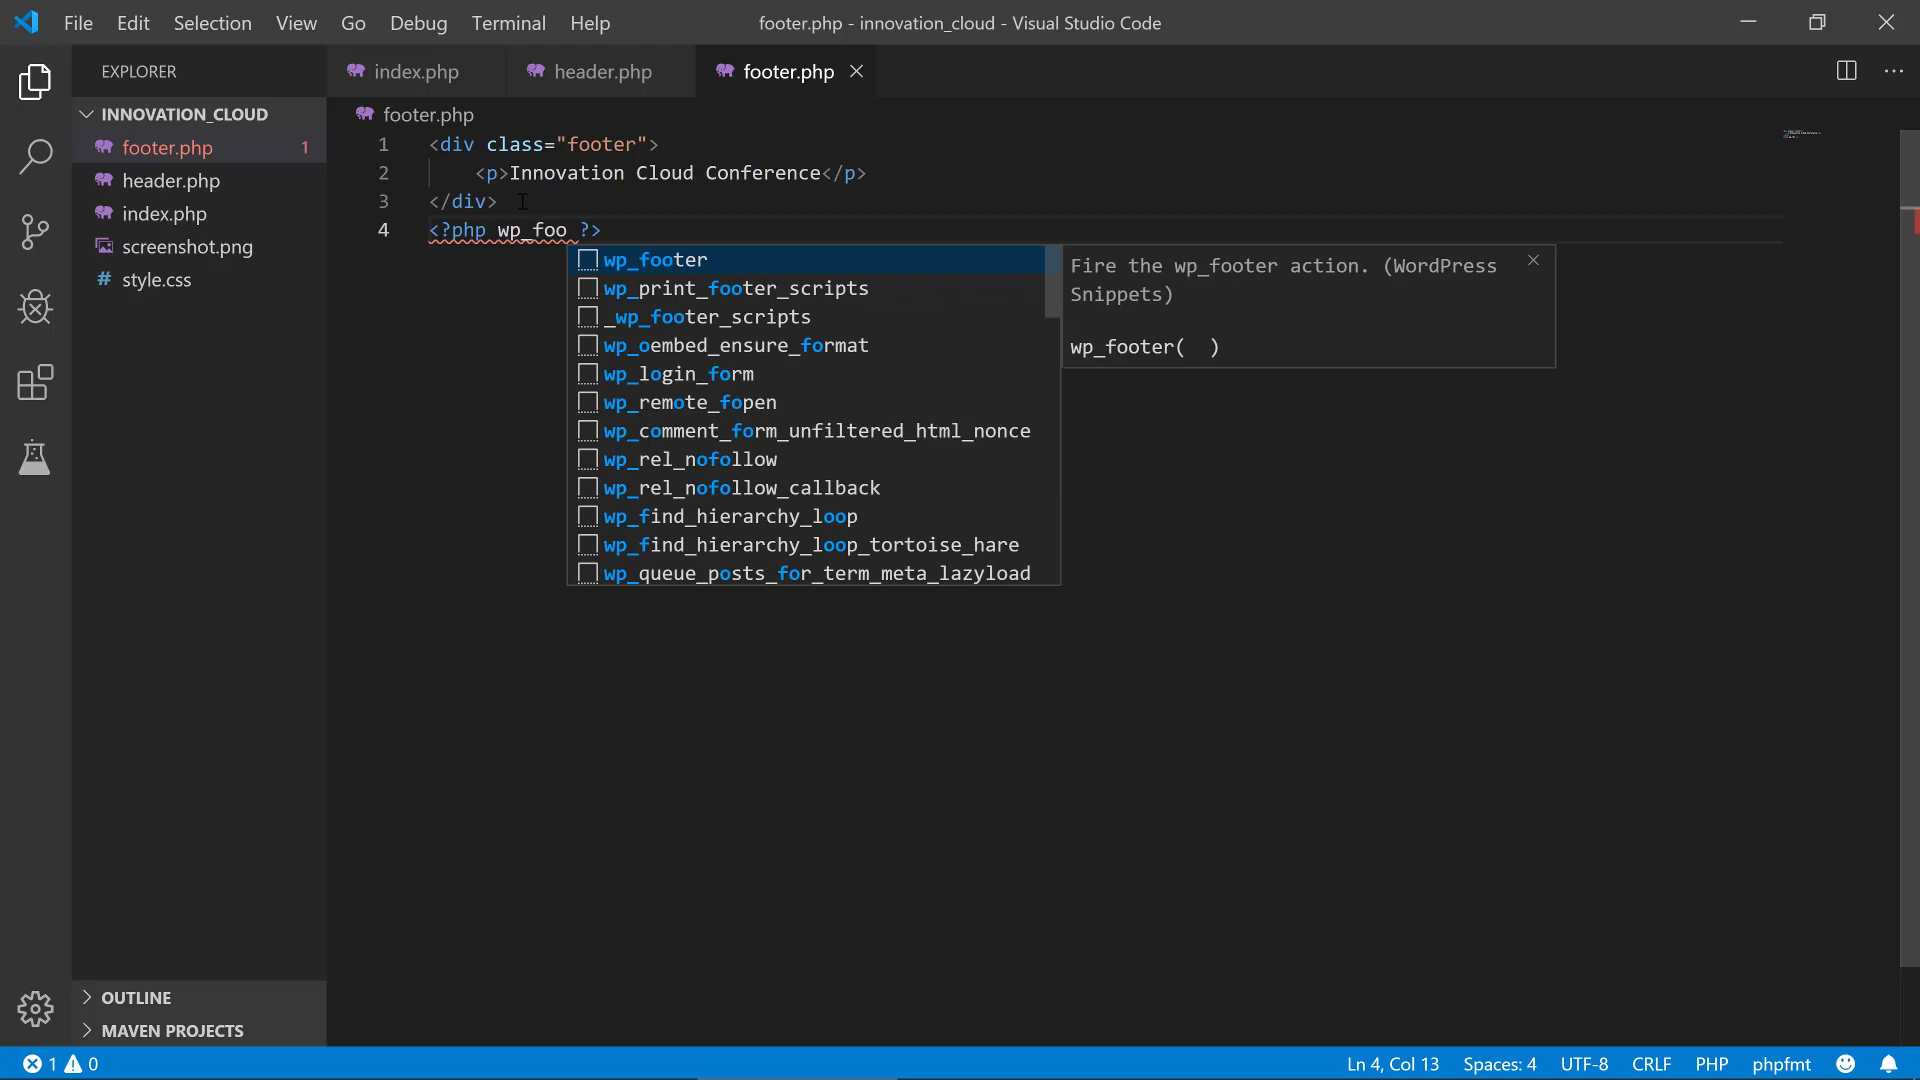 File Edit Selection View Go Debug Terminal Help
footer.php - innovation_cloud - Visual Studio Code
EXPLORER
INNOVATION_CLOUD
footer.php 1
header.php
index.php
screenshot.png
# style.css
OUTLINE
MAVEN PROJECTS
index.php header.php footer.php
footer.php
1 <div class="footer">
2 <p>Innovation Cloud Conference</p>
3 </div>
4 <?php wp_foo ?>
wp_footer
wp_print_footer_scripts
_wp_footer_scripts
wp_oembed_ensure_format
wp_login_form
wp_remote_fopen
wp_comment_form_unfiltered_html_nonce
wp_rel_nofollow
wp_rel_nofollow_callback
wp_find_hierarchy_loop
wp_find_hierarchy_loop_tortoise_hare
wp_queue_posts_for_term_meta_lazyload
Fire the wp_footer action. (WordPress
Snippets)
wp_footer( )
1 0
Ln 4, Col 13 Spaces: 4 UTF-8 CRLF PHP phpfmt